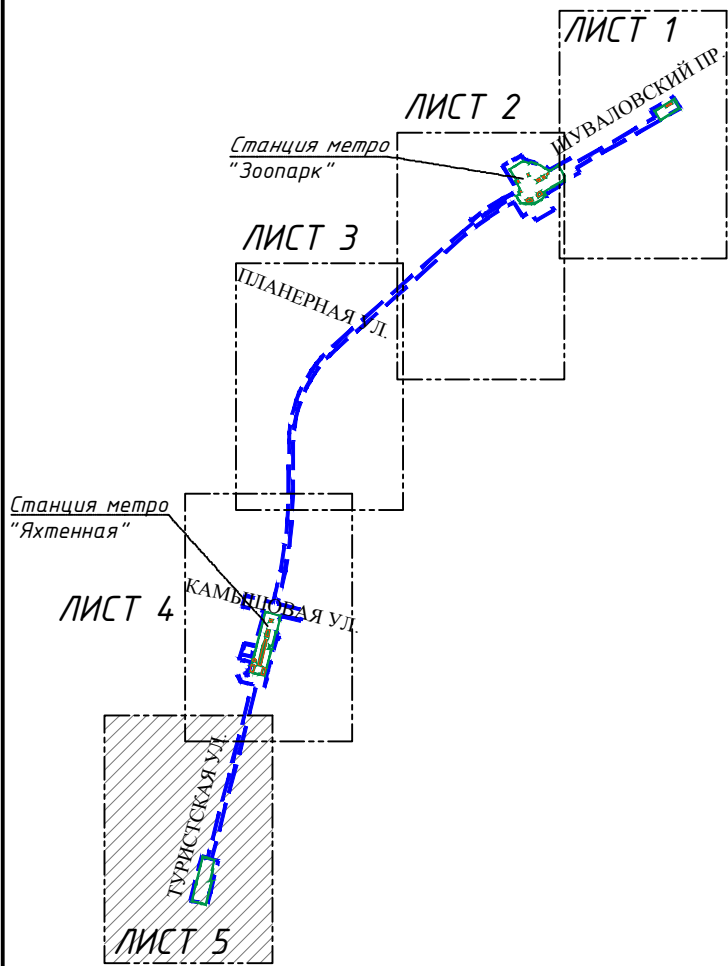 ЛИСТ 1
ШУВАЛОВСКИЙ ПР.
ЛИСТ 2
Станция метро
"Зоопарк"
ЛИСТ 3
ПЛАНЕРНАЯ УЛ.
Станция метро
"Яхтенная"
КАМЫШОВАЯ УЛ.
ЛИСТ 4
ТУРИСТСКАЯ УЛ.
ЛИСТ 5